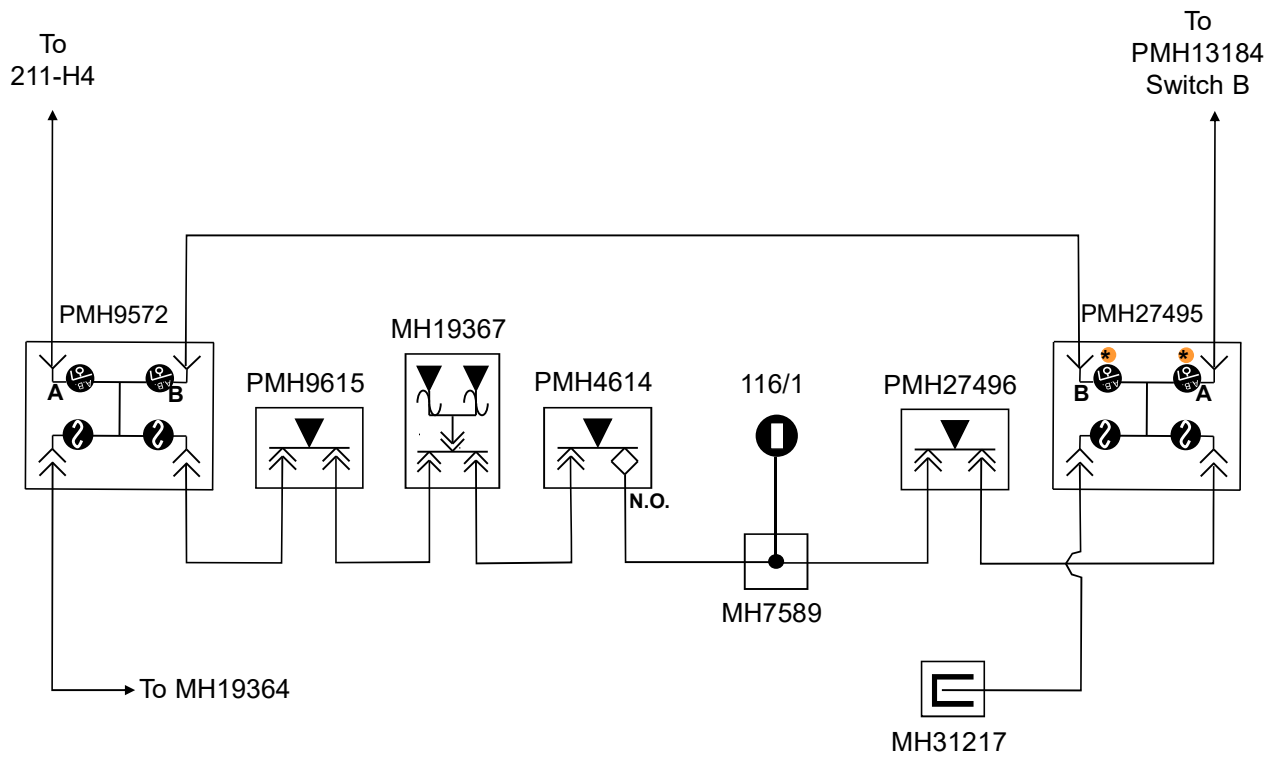 To
211-H4
To
PMH13184
Switch B
PMH9572
PMH27495
MH19367
PMH9615
PMH4614
116/1
PMH27496
A
B
*
*
B
A
N.O.
MH7589
To MH19364
MH31217